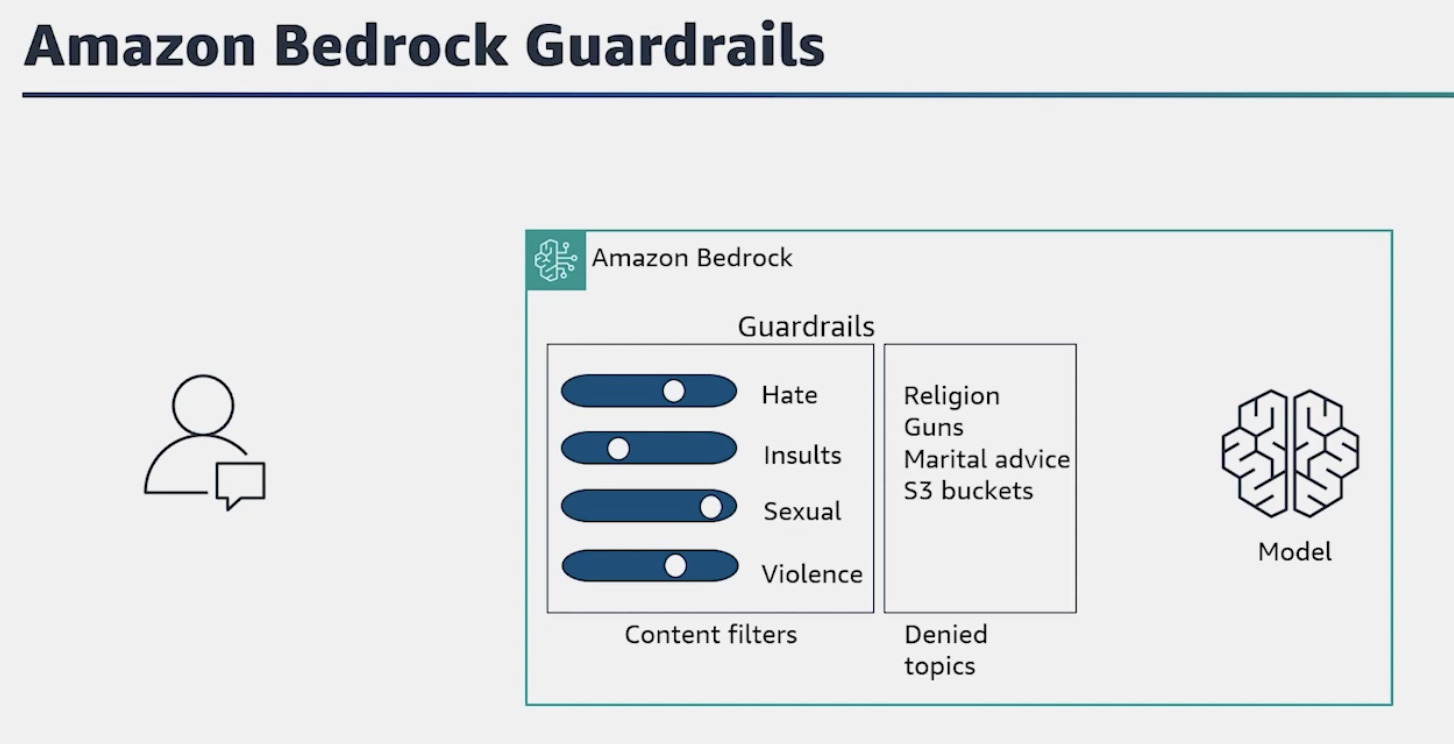 Amazon Bedrock Guardrails
Amazon Bedrock
Guardrails
Hate
Insults
Sexual
Violence
Content filters
Religion
Guns
Marital advice
S3 buckets
Denied
topics
Model